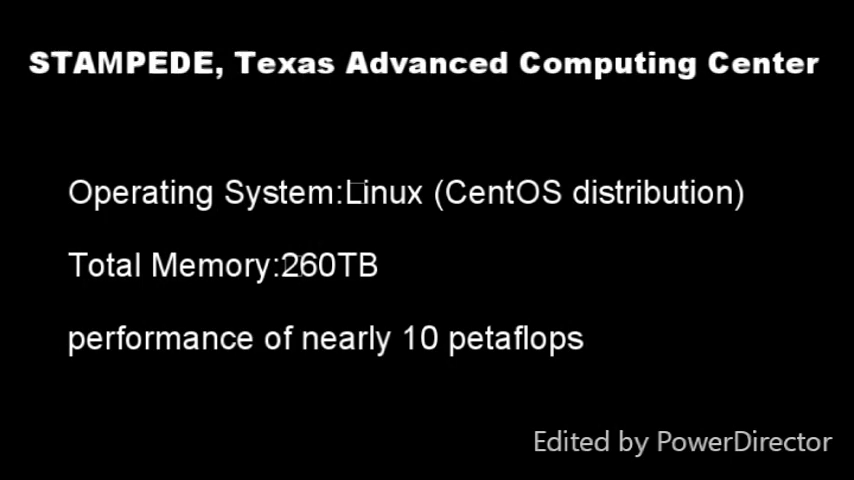 STAMPEDE, Texas Advanced Computing Center
Operating System:Linux (CentOS distribution)
Total Memory:260TB
performance of nearly 10 petaflops
Edited by PowerDirector